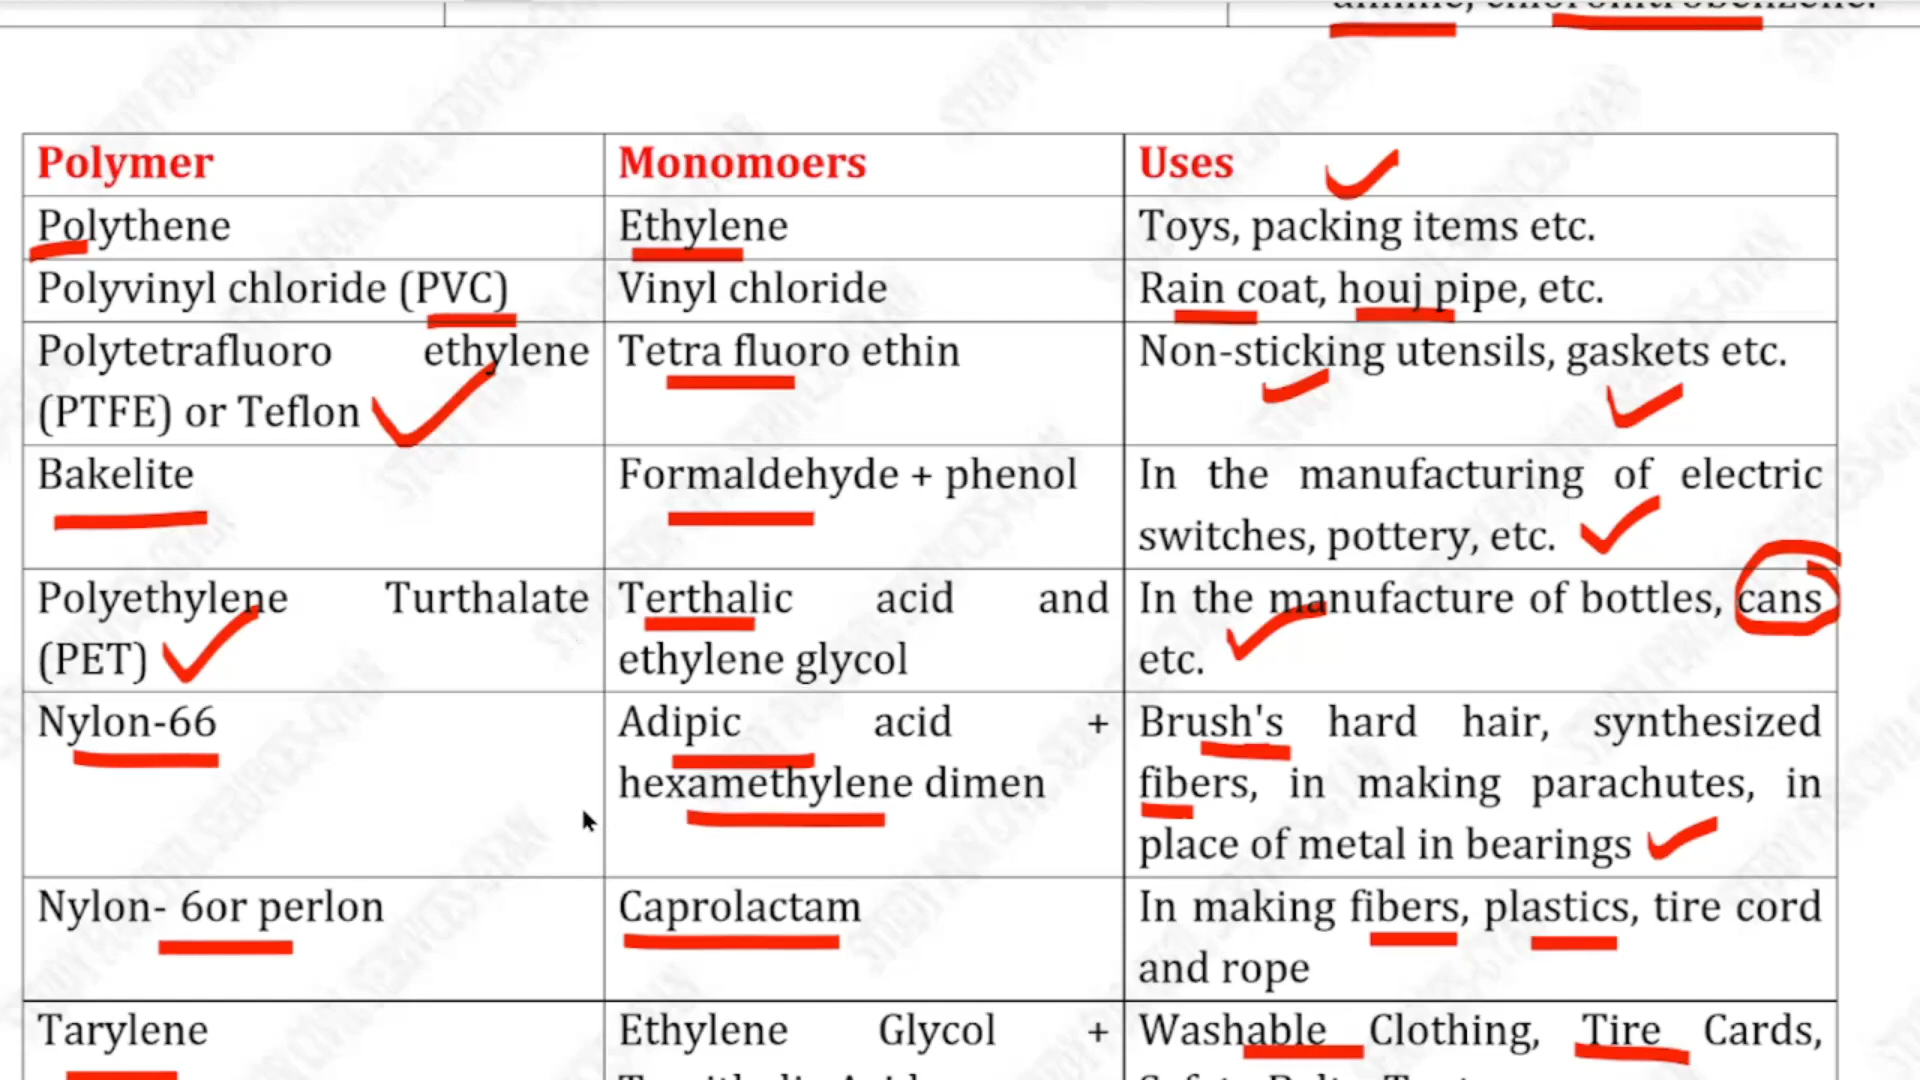 Polymer Monomoers Uses
Polythene Ethylene Toys, packing items etc.
Polyvinyl chloride (PVC) Vinyl chloride Rain coat, houj pipe, etc.
Polytetrafluoro ethylene Tetra fluoro ethin Non-sticking utensils, gaskets etc.
(PTFE) or Teflon
Bakelite Formaldehyde + phenol In the manufacturing of electric
switches, pottery, etc.
Polyethylene Turthalate Terthalic acid and In the manufacture of bottles, cans
(PET) ethylene glycol etc.
Nylon-66 Adipic acid + Brush's hard hair, synthesized
hexamethylene dimen fibers, in making parachutes, in
place of metal in bearings
Nylon- 6or perlon Caprolactam In making fibers, plastics, tire cord
and rope
Tarylene Ethylene Glycol + Washable Clothing, Tire Cards,